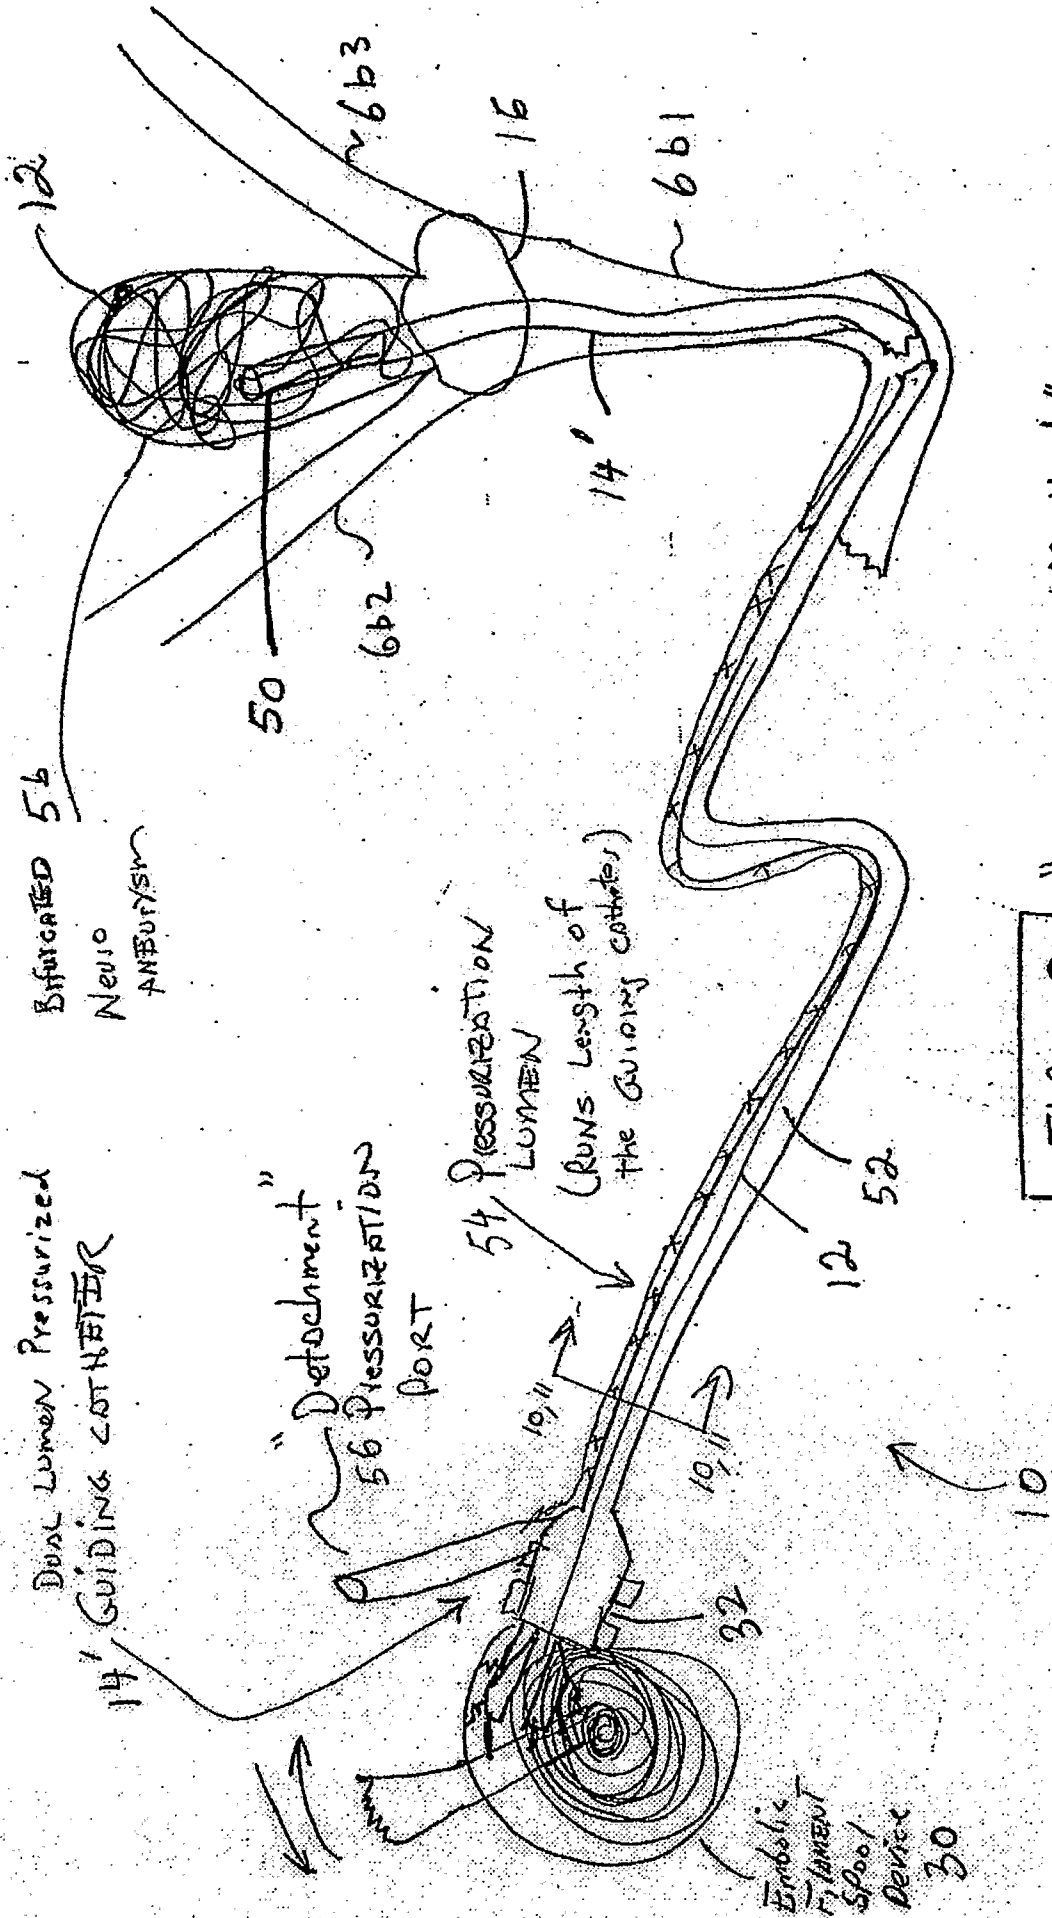 Dual Lumen Pressurized
14' GUIDING CATHETER
"Detachment"
56 Pressurization
PORT
54 Pressurization
LUMEN
(RUNS Length of
the GUIDING catheter)
Bifurcated 5b
Neuro
ANEUrysm
12
50
6b2
6b3
16
14'
6b1
10,11
10,11
12
52
32
10
Embolic
FilAMENT
Spool
Device
30